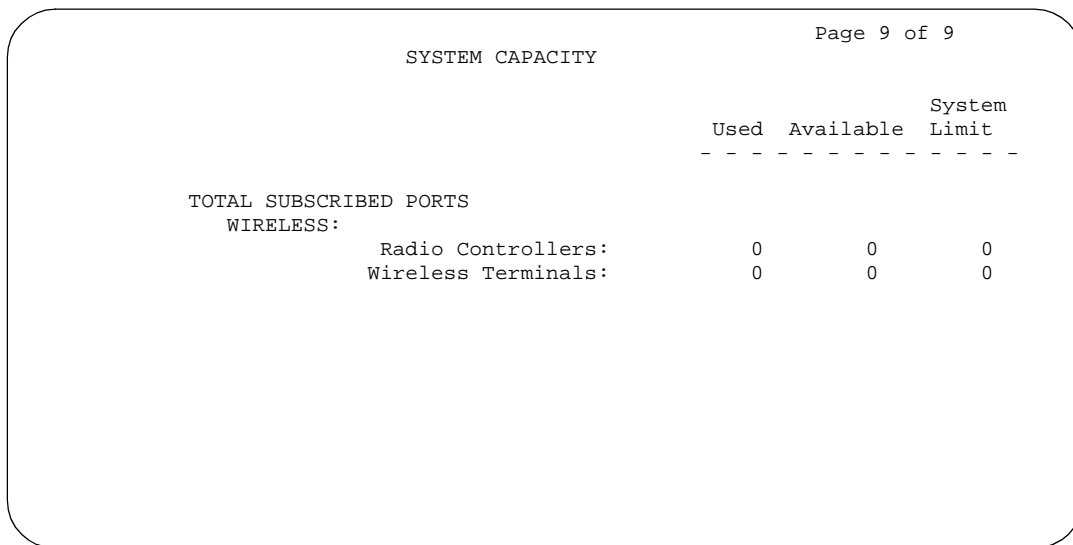 Page 9 of 9
SYSTEM CAPACITY
System
Used Available Limit
- - - - - - - - - - - - -
TOTAL SUBSCRIBED PORTS
WIRELESS:
Radio Controllers: 0 0 0
Wireless Terminals: 0 0 0